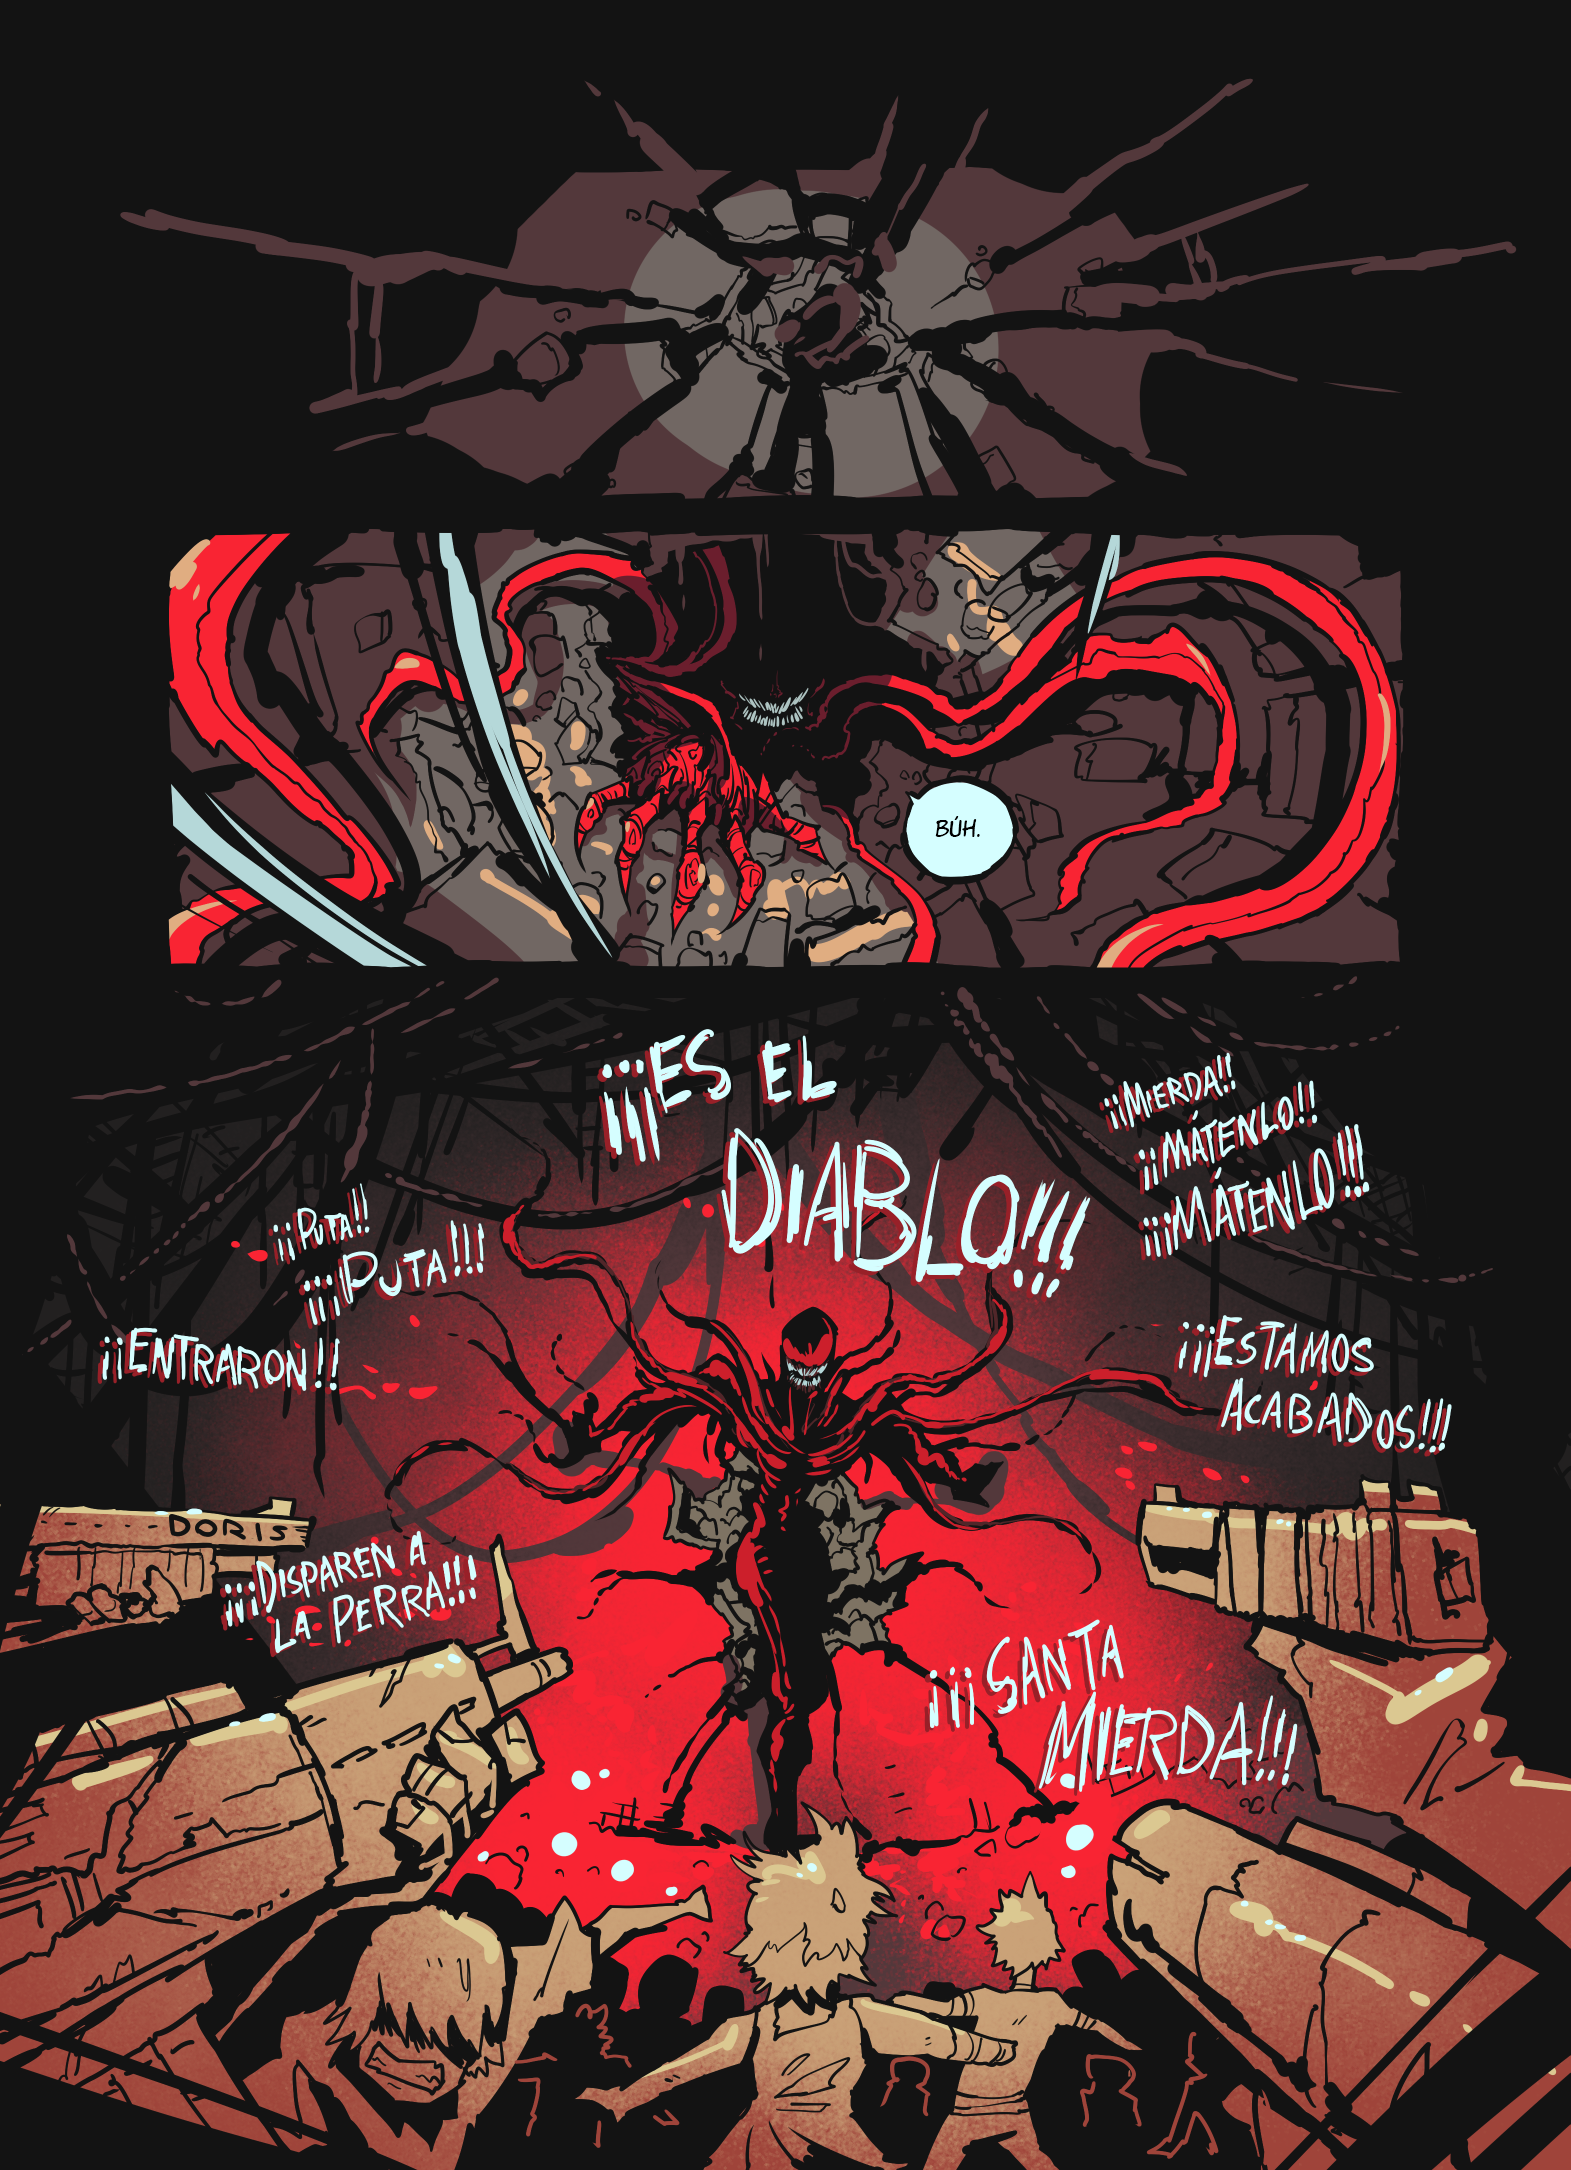 BÚH.
¡¡¡ES EL
DIABLO!!!
¡¡MIERDA!!
¡¡MÁTENLO!!
¡¡¡MÁTENLO!!!
¡¡PUTA!!
¡¡¡PUTA!!!
¡¡ENTRARON!!
¡¡¡ESTAMOS
ACABADOS!!!
DORIS
¡¡¡DISPAREN A
LA PERRA!!!
¡¡¡SANTA
MIERDA!!!